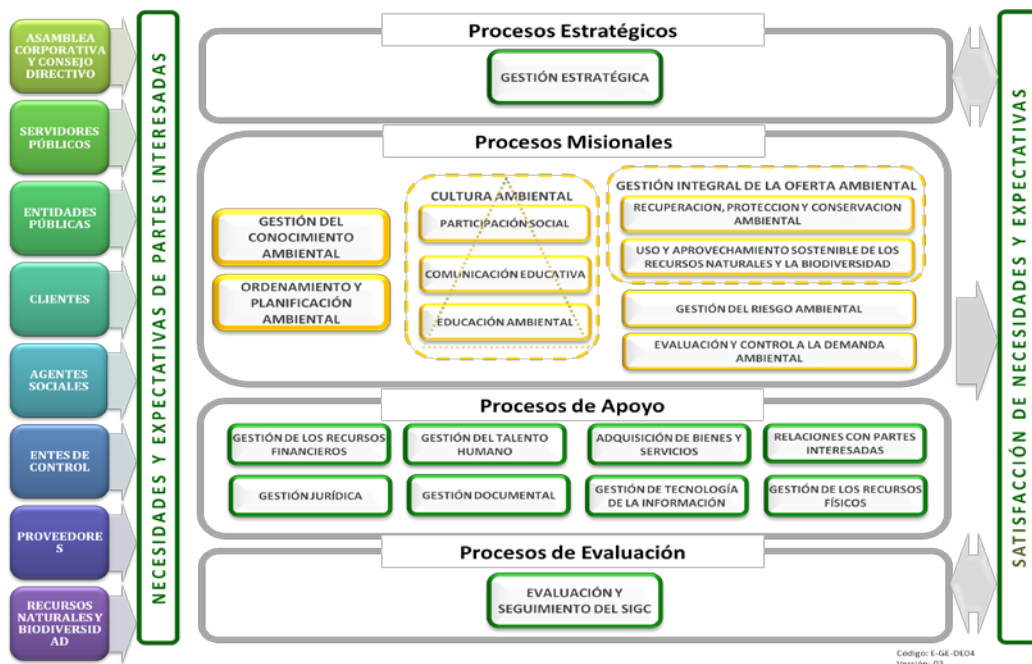 ASAMBLEA
CORPORATIVA
Y CONSEJO
DIRECTIVO
SERVIDORES
PÚBLICOS
ENTIDADES
PÚBLICAS
CLIENTES
AGENTES
SOCIALES
ENTES DE
CONTROL
PROVEEDORE
S
RECURSOS
NATURALES Y
BIODIVERSID
AD
NECESIDADES Y EXPECTATIVAS DE PARTES INTERESADAS
Procesos Estratégicos
GESTIÓN ESTRATÉGICA
Procesos Misionales
GESTIÓN DEL
CONOCIMIENTO
AMBIENTAL
ORDENAMIENTO Y
PLANIFICACIÓN
AMBIENTAL
CULTURA AMBIENTAL
PARTICIPACIÓN SOCIAL
COMUNICACIÓN EDUCATIVA
EDUCACIÓN AMBIENTAL
GESTIÓN INTEGRAL DE LA OFERTA AMBIENTAL
RECUPERACION, PROTECCION Y CONSERVACION
AMBIENTAL
USO Y APROVECHAMIENTO SOSTENIBLE DE LOS
RECURSOS NATURALES Y LA BIODIVERSIDAD
GESTIÓN DEL RIESGO AMBIENTAL
EVALUACIÓN Y CONTROL A LA DEMANDA
AMBIENTAL
Procesos de Apoyo
GESTIÓN DE LOS RECURSOS
FINANCIEROS
GESTIÓN DEL TALENTO
HUMANO
ADQUISICIÓN DE BIENES Y
SERVICIOS
RELACIONES CON PARTES
INTERESADAS
GESTIÓN JURÍDICA
GESTIÓN DOCUMENTAL
GESTIÓN DE TECNOLOGÍA
DE LA INFORMACIÓN
GESTIÓN DE LOS RECURSOS
FÍSICOS
Procesos de Evaluación
EVALUACIÓN Y
SEGUIMIENTO DEL SIGC
SATISFACCIÓN DE NECESIDADES Y EXPECTATIVAS
Código: E-GE-DE04
Versión: 03